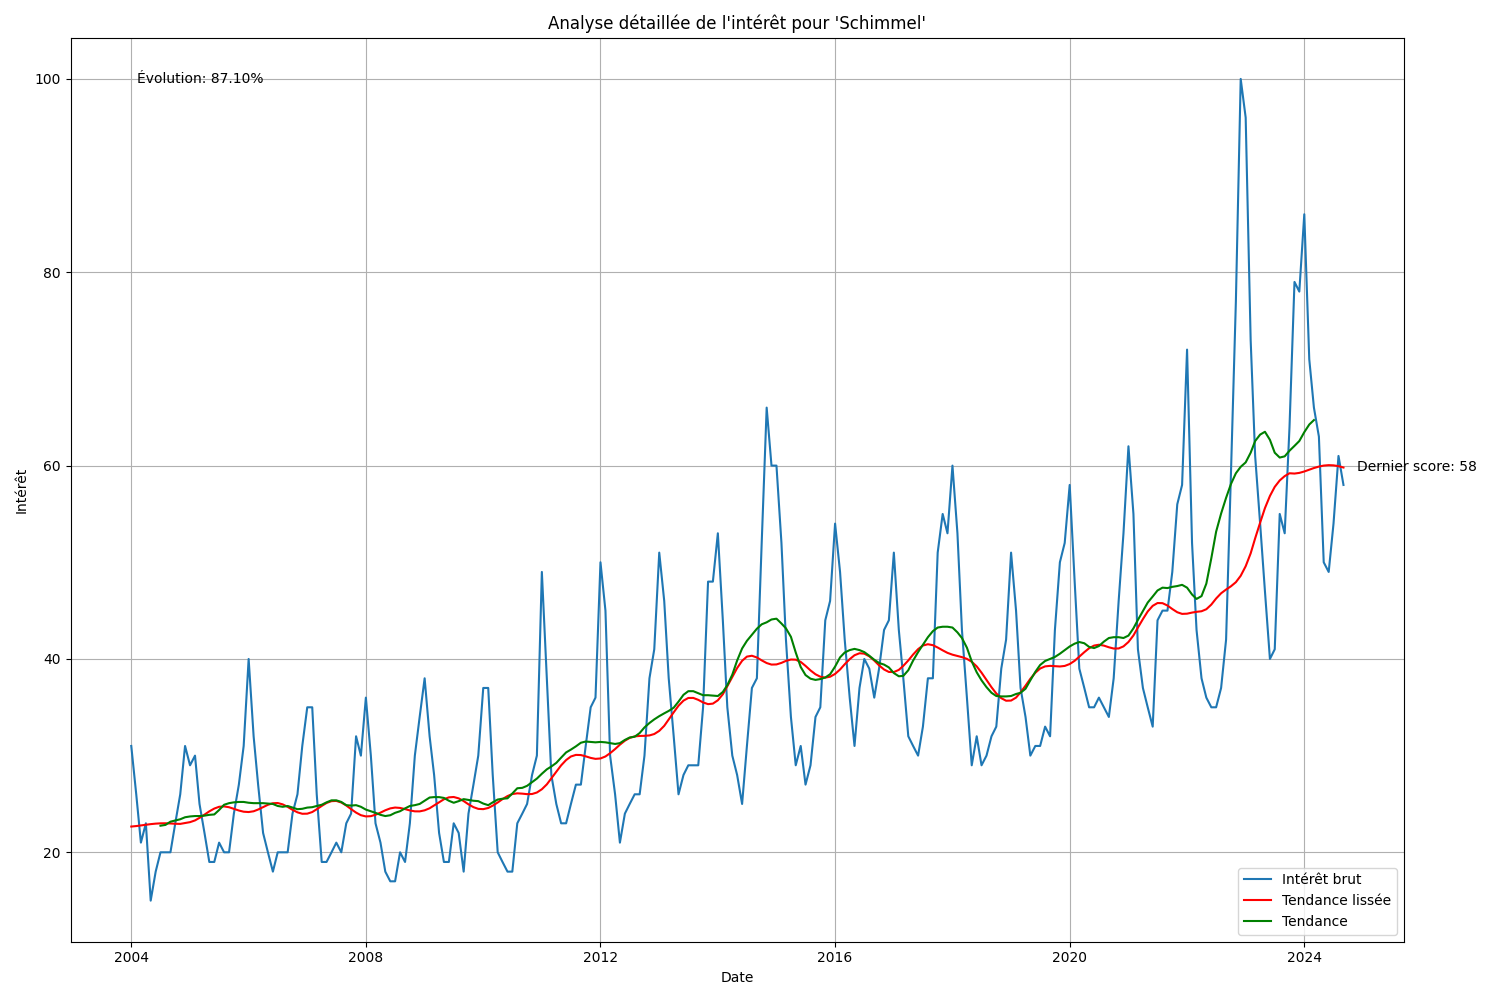 Analyse détaillée de l'intérêt pour 'Schimmel'
Évolution: 87.10%
Intérêt
100
80
60
40
20
Dernier score: 58
Intérêt brut
Tendance lissée
Tendance
2004
2008
2012
2016
2020
2024
Date